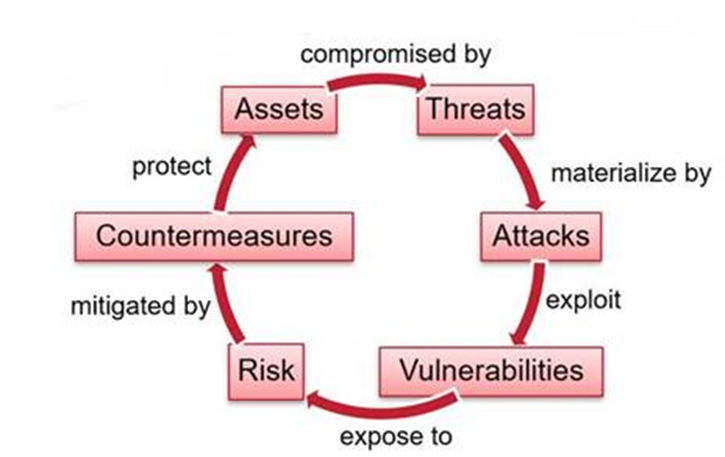 compromised by
Assets
Threats
protect
materialize by
Countermeasures
Attacks
mitigated by
exploit
Risk
Vulnerabilities
expose to